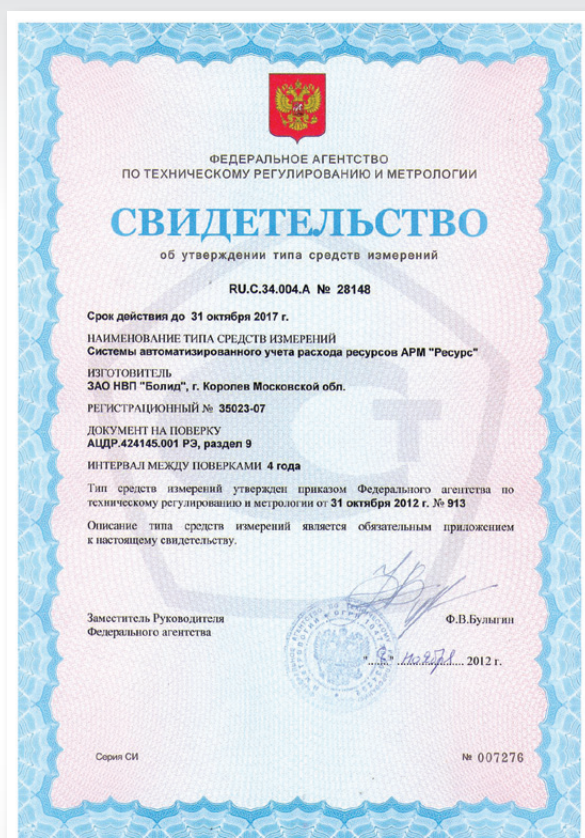 ФЕДЕРАЛЬНОЕ АГЕНТСТВО
ПО ТЕХНИЧЕСКОМУ РЕГУЛИРОВАНИЮ И МЕТРОЛОГИИ
СВИДЕТЕЛЬСТВО
об утверждении типа средств измерений
RU.C.34.004.A № 28148
Срок действия до 31 октября 2017 г.
НАИМЕНОВАНИЕ ТИПА СРЕДСТВ ИЗМЕРЕНИЙ
Системы автоматизированного учета расхода ресурсов АРМ "Ресурс"
ИЗГОТОВИТЕЛЬ
ЗАО НВП "Болид", г. Королев Московской обл.
РЕГИСТРАЦИОННЫЙ № 35023-07
ДОКУМЕНТ НА ПОВЕРКУ
АЦДР.424145.001 РЭ, раздел 9
ИНТЕРВАЛ МЕЖДУ ПОВЕРКАМИ 4 года
Тип средств измерений утвержден приказом Федерального агентства по
техническому регулированию и метрологии от 31 октября 2012 г. № 913
Описание типа средств измерений является обязательным приложением
к настоящему свидетельству.
Заместитель Руководителя
Федерального агентства
Ф.В.Булыгин
ноября 2012 г.
Серия СИ
№ 007276